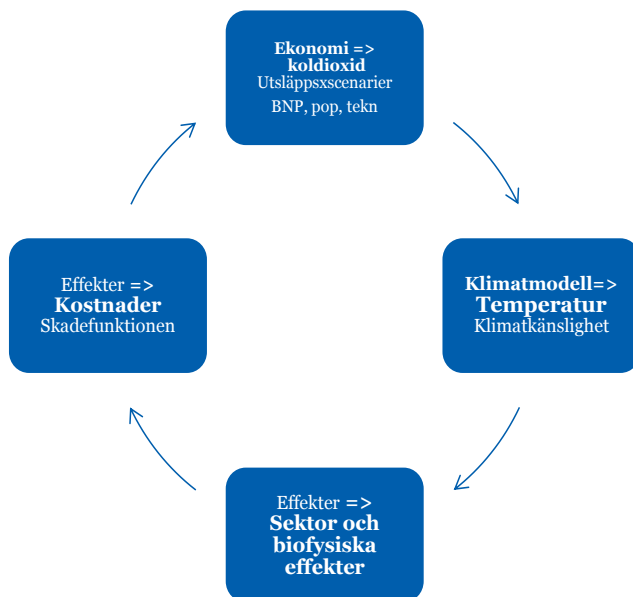 Ekonomi =>
koldioxid
Utsläppsxscenarier
BNP, pop, tekn
Klimatmodell=>
Temperatur
Klimatkänslighet
Effekter =>
Sektor och
biofysiska
effekter
Effekter =>
Kostnader
Skadefunktionen